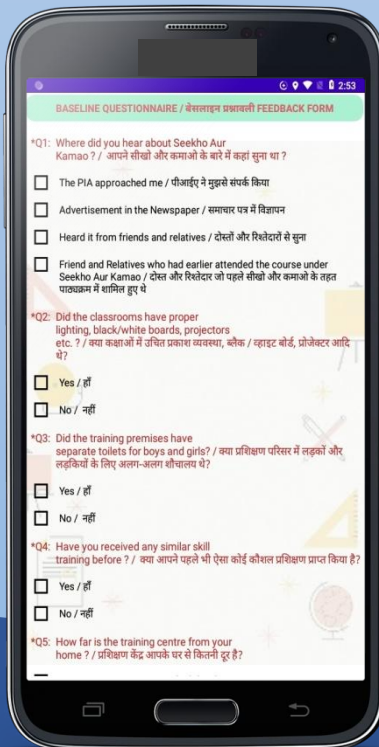 2:53
BASELINE QUESTIONNAIRE / बेसलाइन प्रश्नावली FEEDBACK FORM
*Q1: Where did you hear about Seekho Aur
Kamao ? / आपने सीखो और कमाओ के बारे में कहां सुना था ?
The PIA approached me / पीआईए ने मुझसे संपर्क किया
Advertisement in the Newspaper / समाचार पत्र में विज्ञापन
Heard it from friends and relatives / दोस्तों और रिश्तेदारों से सुना
Friend and Relatives who had earlier attended the course under
Seekho Aur Kamao / दोस्त और रिश्तेदार जो पहले सीखो और कमाओ के तहत
पाठ्यक्रम में शामिल हुए थे
*Q2: Did the classrooms have proper
lighting, black/white boards, projectors
etc. ? / क्या कक्षाओं में उचित प्रकाश व्यवस्था, ब्लैक / व्हाइट बोर्ड, प्रोजेक्टर आदि
थे?
Yes / हाँ
No / नहीं
*Q3: Did the training premises have
separate toilets for boys and girls? / क्या प्रशिक्षण परिसर में लड़कों और
लड़कियों के लिए अलग-अलग शौचालय थे?
Yes / हाँ
No / नहीं
*Q4: Have you received any similar skill
training before ? / क्या आपने पहले भी ऐसा कोई कौशल प्रशिक्षण प्राप्त किया है?
Yes / हाँ
No / नहीं
*Q5: How far is the training centre from your
home ? / प्रशिक्षण केंद्र आपके घर से कितनी दूर है?